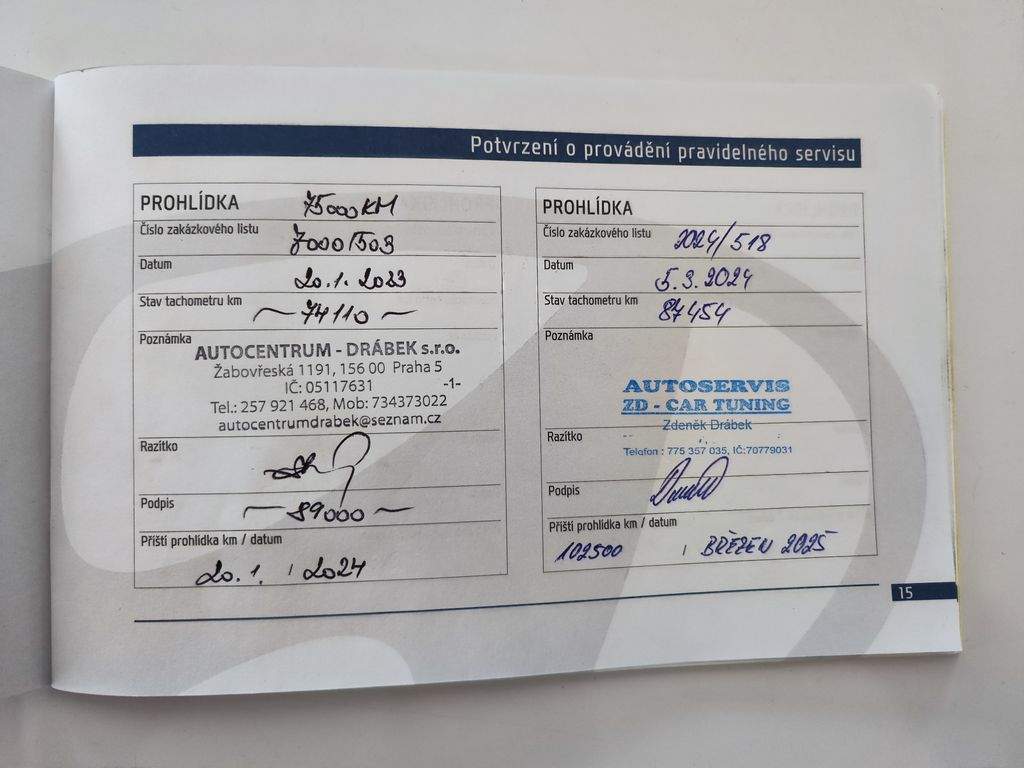 Potvrzení o provádění pravidelného servisu
PROHLÍDKA 75000 KM
Číslo zakázkového listu 7000/503
Datum 20.1.2023
Stav tachometru km ~ 74110 ~
Poznámka
AUTOCENTRUM - DRÁBEK s.r.o.
Žabovřeská 1191, 156 00 Praha 5
IČ: 05117631 -1-
Tel.: 257 921 468, Mob: 734373022
autocentrumdrabek@seznam.cz
Razítko
Podpis ~ 89000 ~
Příští prohlídka km / datum
20.1. / 2024
PROHLÍDKA
Číslo zakázkového listu 2024/518
Datum 5.3.2024
Stav tachometru km 87454
Poznámka
AUTOSERVIS
ZD - CAR TUNING
Zdeněk Drábek
Razítko
Telefon : 775 357 035, IČ:70779031
Podpis
Příští prohlídka km / datum
102500 / BŘEZEN 2025
15